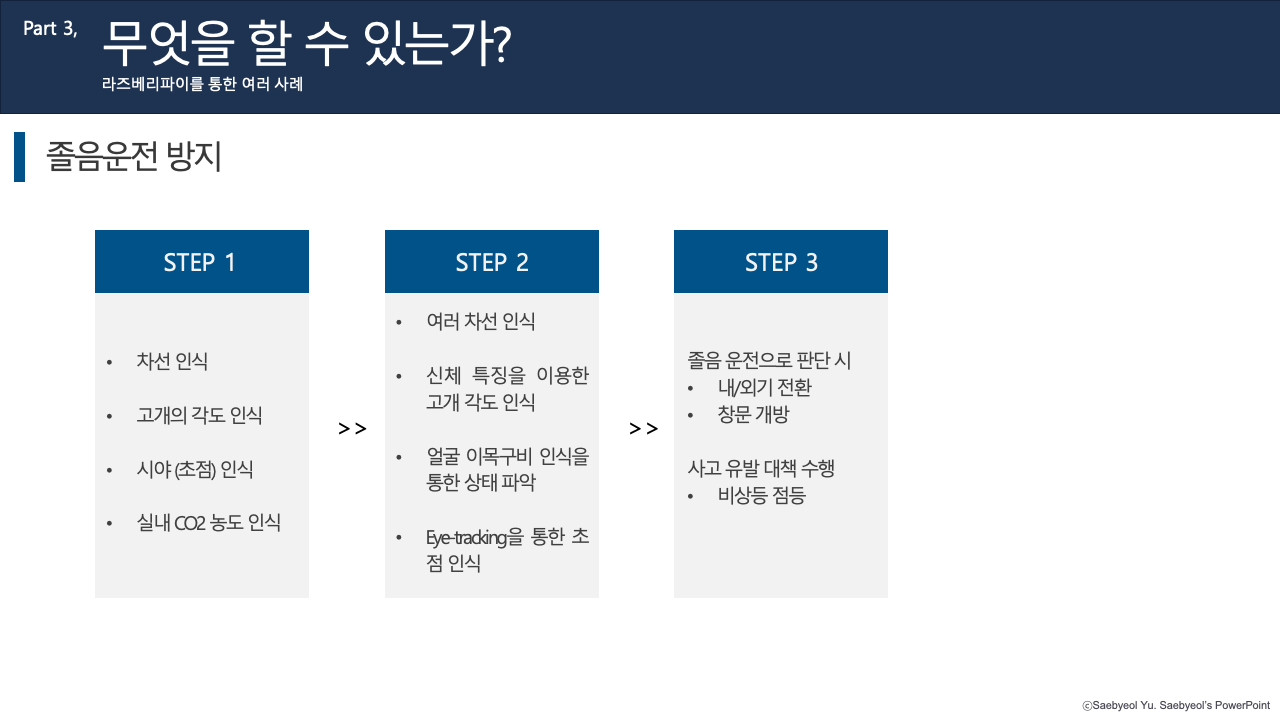 Part 3,
무엇을 할 수 있는가?
라즈베리파이를 통한 여러 사례
졸음운전 방지
STEP 1
• 차선 인식
• 고개의 각도 인식
• 시야 (초점) 인식
• 실내 CO2 농도 인식
>>
STEP 2
• 여러 차선 인식
• 신체 특징을 이용한
고개 각도 인식
• 얼굴 이목구비 인식을
통한 상태 파악
• Eye-tracking을 통한 초
점 인식
>>
STEP 3
졸음 운전으로 판단 시
• 내/외기 전환
• 창문 개방
사고 유발 대책 수행
• 비상등 점등
ⓒSaebyeol Yu. Saebyeol's PowerPoint